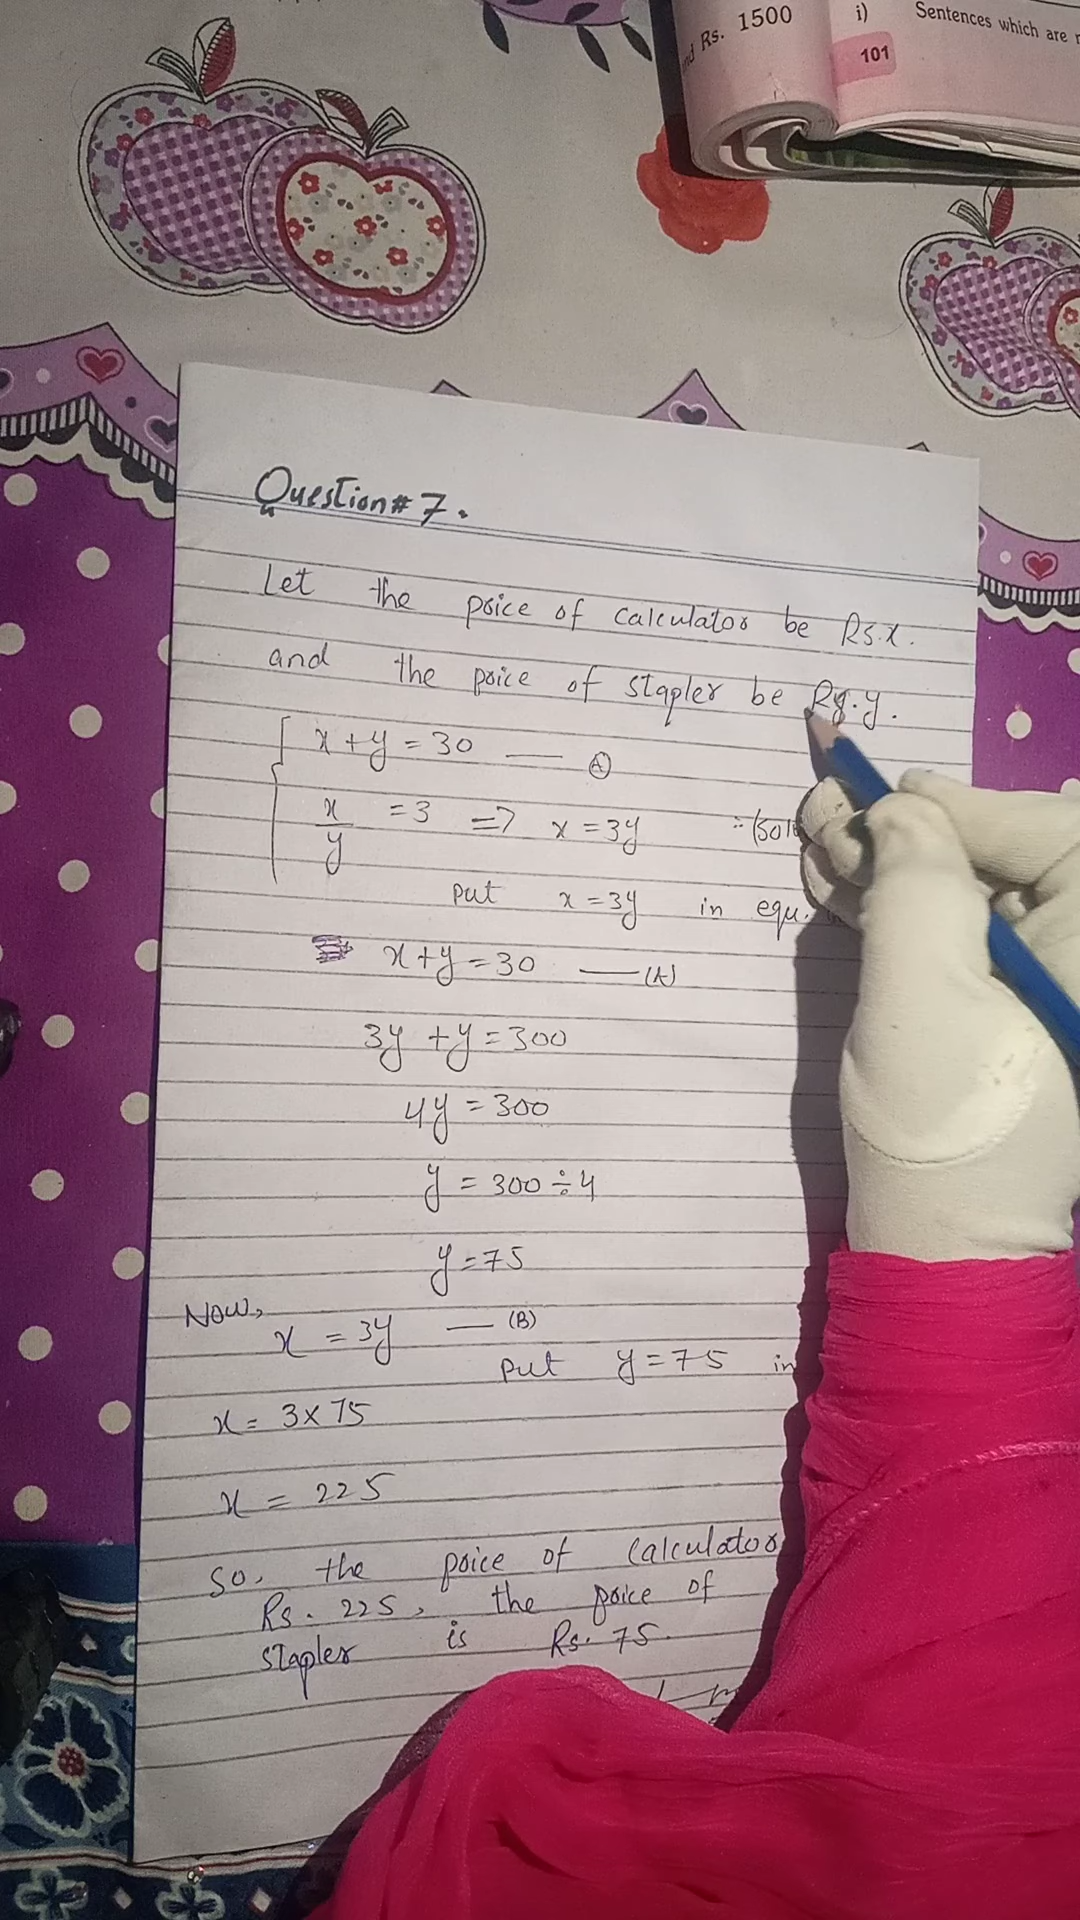 nd Rs. 1500
i) Sentences which are
101
Question# 7.
Let the price of calculator be Rs.x.
and the price of stapler be Rs.y.
x+y=30 — (A)
x/y =3 => x=3y
put x=3y in equ.
x+y=30 — (A)
3y +y=300
4y=300
y = 300÷4
y=75
Now,
x = 3y — (B)
put y=75 in
x= 3x75
x = 225
So, the price of calculator
Rs. 225, the price of
stapler is Rs. 75.